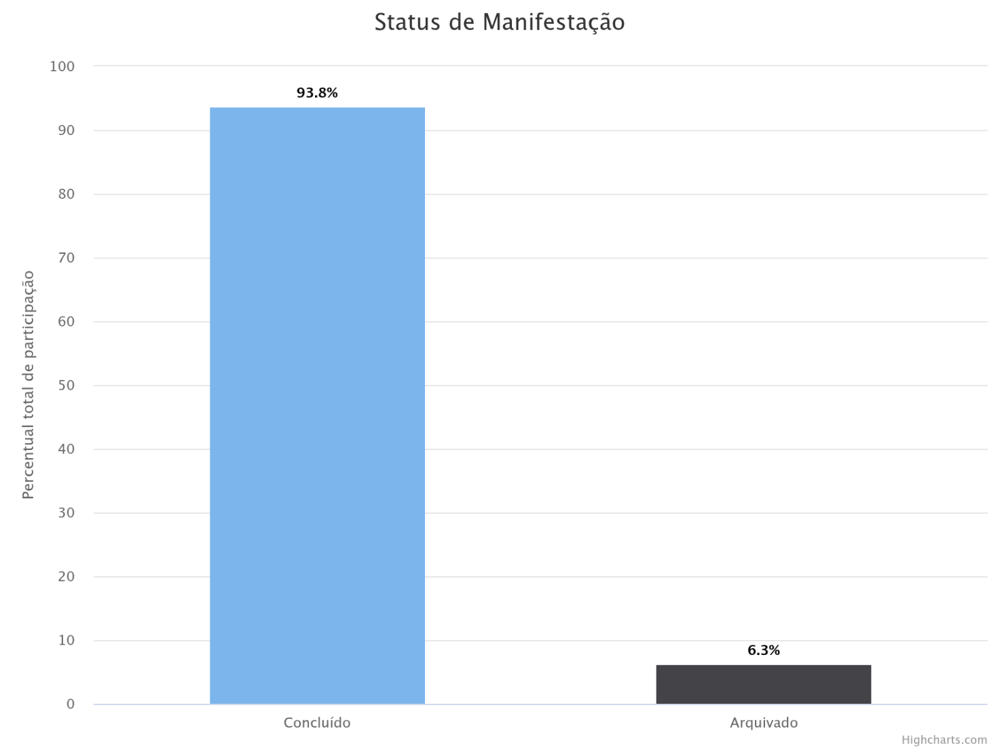 Status de Manifestação
Percentual total de participação
100
90
80
70
60
50
40
30
20
10
0
93.8%
6.3%
Concluído
Arquivado
Highcharts.com